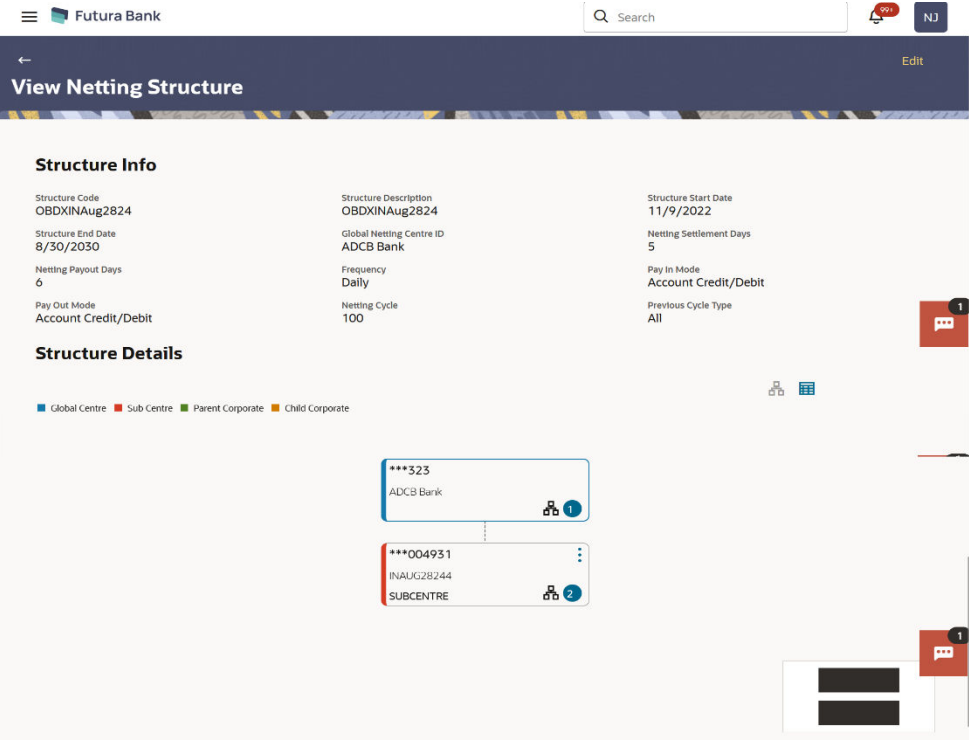 Futura Bank
Search
99+
NJ
Edit
View Netting Structure
Structure Info
Structure Code
Structure Description
Structure Start Date
OBDXINAug2824
OBDXINAug2824
11/9/2022
Structure End Date
Global Netting Centre ID
Netting Settlement Days
8/30/2030
ADCB Bank
5
Netting Payout Days
Frequency
Pay In Mode
6
Daily
Account Credit/Debit
Pay Out Mode
Netting Cycle
Previous Cycle Type
Account Credit/Debit
100
All
1
Structure Details
Global Centre Sub Centre Parent Corporate Child Corporate
***323
ADCB Bank
1
***004931
INAUG28244
SUBCENTRE
2
1